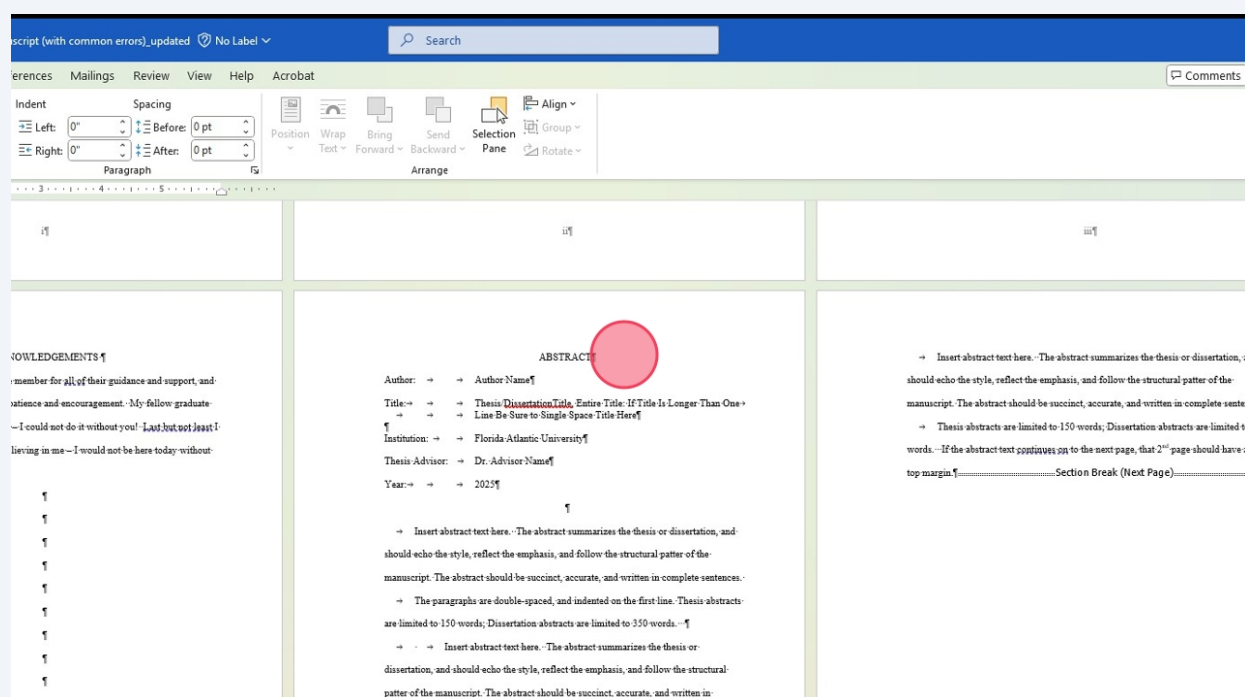 uscript (with common errors)_updated No Label
Search
erences Mailings Review View Help Acrobat
Comments
Indent Spacing
Left: 0" Before: 0 pt
Right: 0" After: 0 pt
Paragraph
Position
Wrap Text
Bring Forward
Send Backward
Selection Pane
Align
Group
Rotate
Arrange
3 4 5
i¶
ii¶
iii¶
NOWLEDGEMENTS ¶
member for all of their guidance and support, and
patience and encouragement. My fellow graduate
– I could not do it without you! Last but not least I
lieving in me – I would not be here today without
¶
¶
¶
¶
¶
¶
¶
¶
¶
ABSTRACT¶
Author: → → Author Name¶
Title:→ → → Thesis/DissertationTitle, Entire Title: If Title Is Longer Than One→
→ → → Line Be Sure to Single Space Title Here¶
¶
Institution: → → Florida Atlantic University¶
Thesis Advisor: → Dr. Advisor Name¶
Year:→ → → 2025¶
¶
→ Insert abstract text here. The abstract summarizes the thesis or dissertation, and
should echo the style, reflect the emphasis, and follow the structural patter of the
manuscript. The abstract should be succinct, accurate, and written in complete sentences.
→ The paragraphs are double-spaced, and indented on the first line. Thesis abstracts
are limited to 150 words; Dissertation abstracts are limited to 350 words. ¶
→ → Insert abstract text here. The abstract summarizes the thesis or
dissertation, and should echo the style, reflect the emphasis, and follow the structural
patter of the manuscript. The abstract should be succinct, accurate, and written in
→ Insert abstract text here. The abstract summarizes the thesis or dissertation,
should echo the style, reflect the emphasis, and follow the structural patter of the
manuscript. The abstract should be succinct, accurate, and written in complete sente
→ Thesis abstracts are limited to 150 words; Dissertation abstracts are limited t
words. If the abstract text continues on to the next page, that 2nd page should have
top margin.¶ Section Break (Next Page)